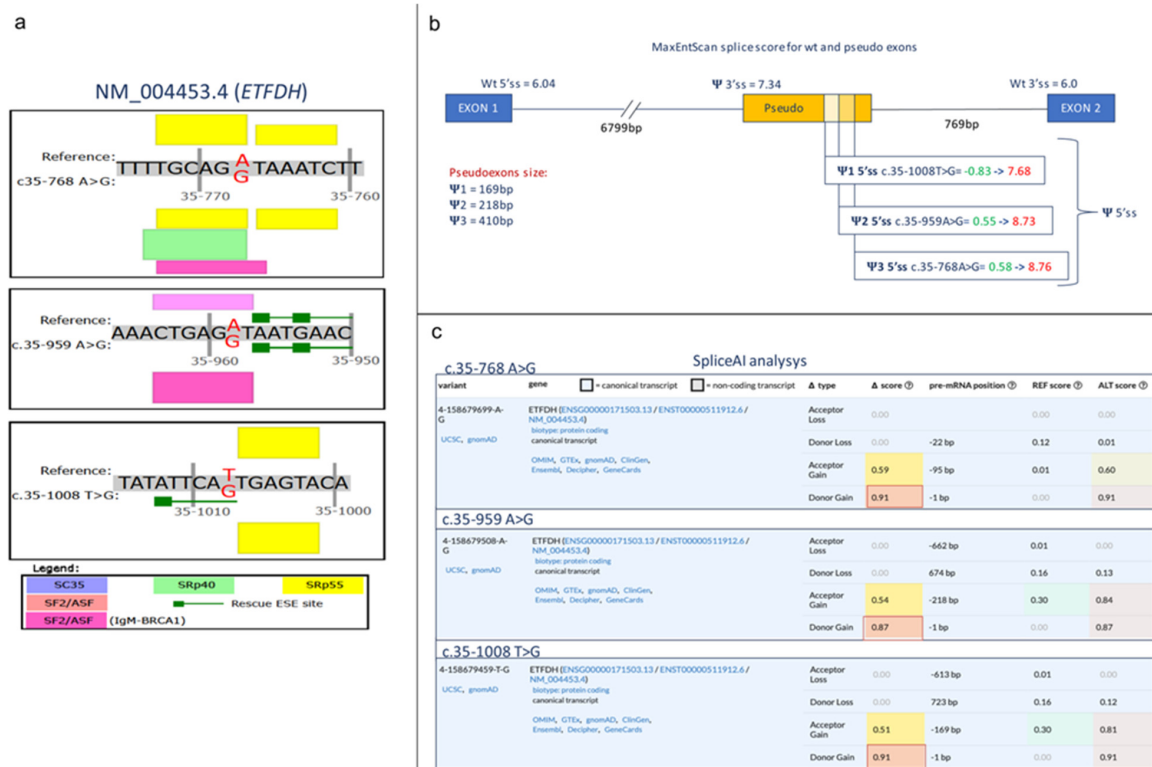 a
NM_004453.4 (ETFDH)
Reference:
c35-768 A>G:
TTTTGCAG A TAAATCTT
G
35-770
35-760
Reference:
c.35-959 A>G:
AAACTGAG A TAATGAAC
G
35-960
35-950
Reference:
c.35-1008 T>G:
TATATTCA T TGAGTACA
G
35-1010
35-1000
Legend:
SC35
SRp40
SRp55
SF2/ASF
Rescue ESE site
SF2/ASF (IgM-BRCA1)
b
MaxEntScan splice score for wt and pseudo exons
Wt 5'ss = 6.04
Ψ 3'ss = 7.34
Wt 3'ss = 6.0
EXON 1
Pseudo
EXON 2
6799bp
769bp
Pseudoexons size:
Ψ1 = 169bp
Ψ2 = 218bp
Ψ3 = 410bp
Ψ1 5'ss c.35-1008T>G= -0.83 -> 7.68
Ψ2 5'ss c.35-959A>G= 0.55 -> 8.73
Ψ3 5'ss c.35-768A>G= 0.58 -> 8.76
Ψ 5'ss
c
SpliceAI analysys
c.35-768 A>G
variant gene = canonical transcript = non-coding transcript Δ type Δ score ? pre-mRNA position ? REF score ? ALT score ?
4-158679699-A-
G
UCSC, gnomAD
ETFDH (ENSG00000171503.13 / ENST00000511912.6 /
NM_004453.4)
biotype: protein coding
canonical transcript
OMIM, GTEx, gnomAD, ClinGen,
Ensembl, Decipher, GeneCards
Acceptor
Loss 0.00 0.00 0.00
Donor Loss 0.00 -22 bp 0.12 0.01
Acceptor
Gain 0.59 -95 bp 0.01 0.60
Donor Gain 0.91 -1 bp 0.00 0.91
c.35-959 A>G
4-158679508-A-
G
UCSC, gnomAD
ETFDH (ENSG00000171503.13 / ENST00000511912.6 /
NM_004453.4)
biotype: protein coding
canonical transcript
OMIM, GTEx, gnomAD, ClinGen,
Ensembl, Decipher, GeneCards
Acceptor
Loss 0.00 -662 bp 0.01 0.00
Donor Loss 0.00 674 bp 0.16 0.13
Acceptor
Gain 0.54 -218 bp 0.30 0.84
Donor Gain 0.87 -1 bp 0.00 0.87
c.35-1008 T>G
4-158679459-T-G
UCSC, gnomAD
ETFDH (ENSG00000171503.13 / ENST00000511912.6 /
NM_004453.4)
biotype: protein coding
canonical transcript
OMIM, GTEx, gnomAD, ClinGen,
Ensembl, Decipher, GeneCards
Acceptor
Loss 0.00 -613 bp 0.01 0.00
Donor Loss 0.00 723 bp 0.16 0.12
Acceptor
Gain 0.51 -169 bp 0.30 0.81
Donor Gain 0.91 -1 bp 0.00 0.91